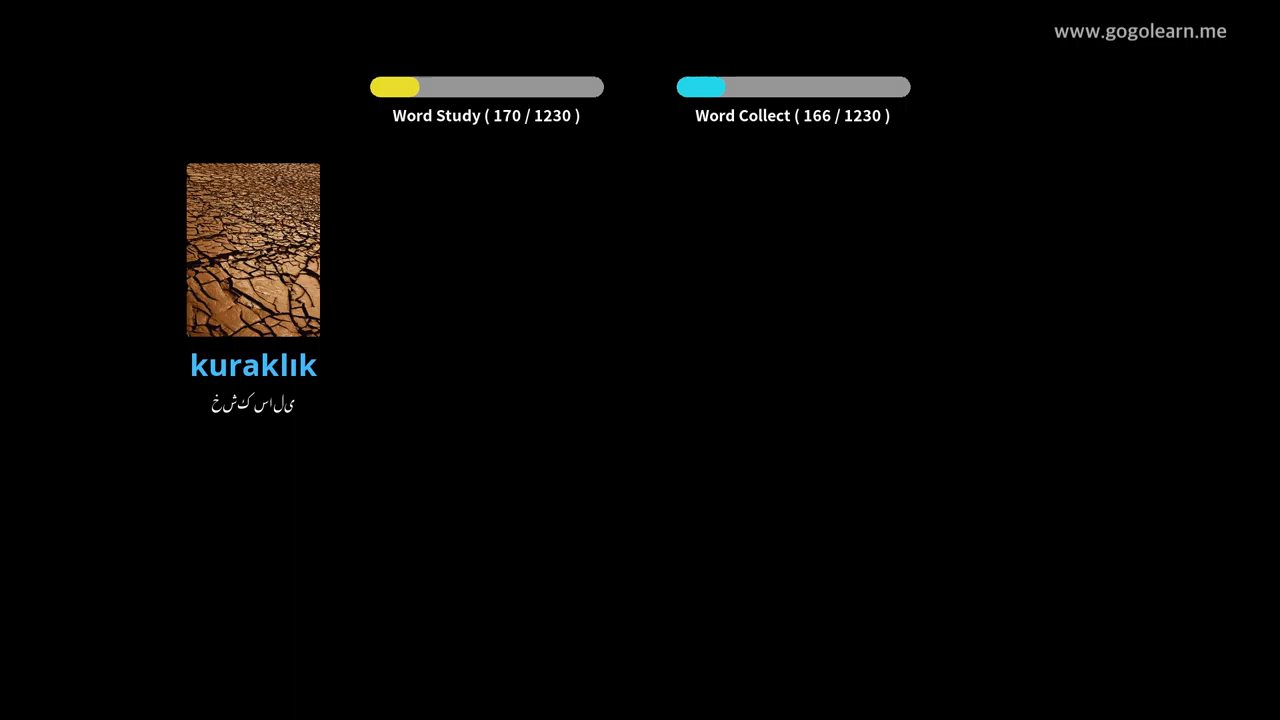 www.gogolearn.me
Word Study ( 170 / 1230 )
Word Collect ( 166 / 1230 )
kuraklık
خشک سالی